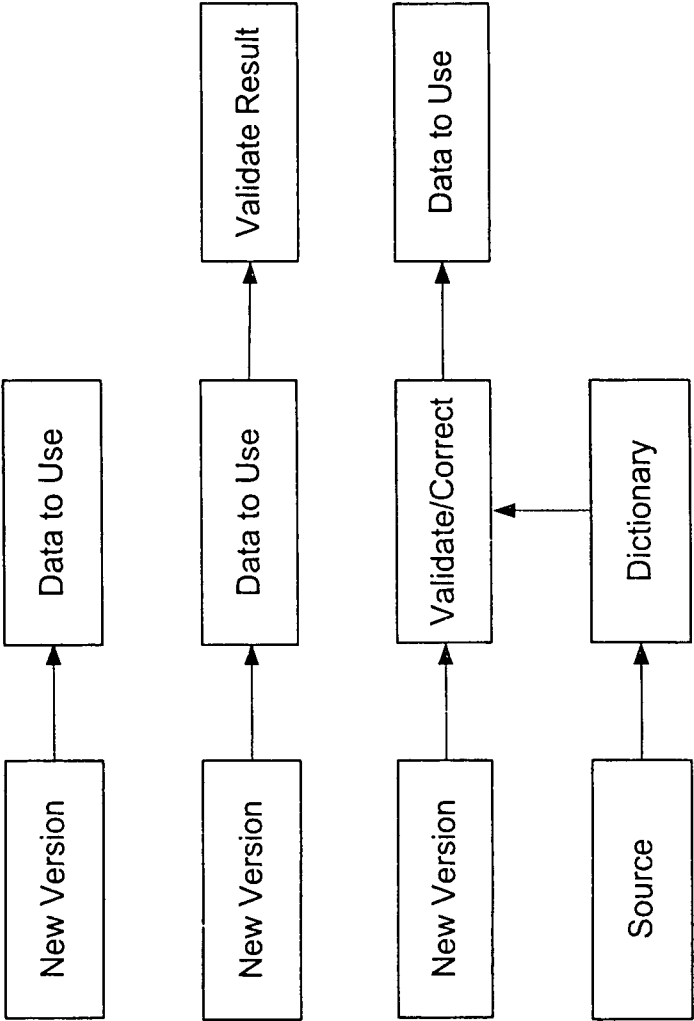 New Version
Data to Use
New Version
Data to Use
Validate Result
New Version
Validate/Correct
Data to Use
Source
Dictionary